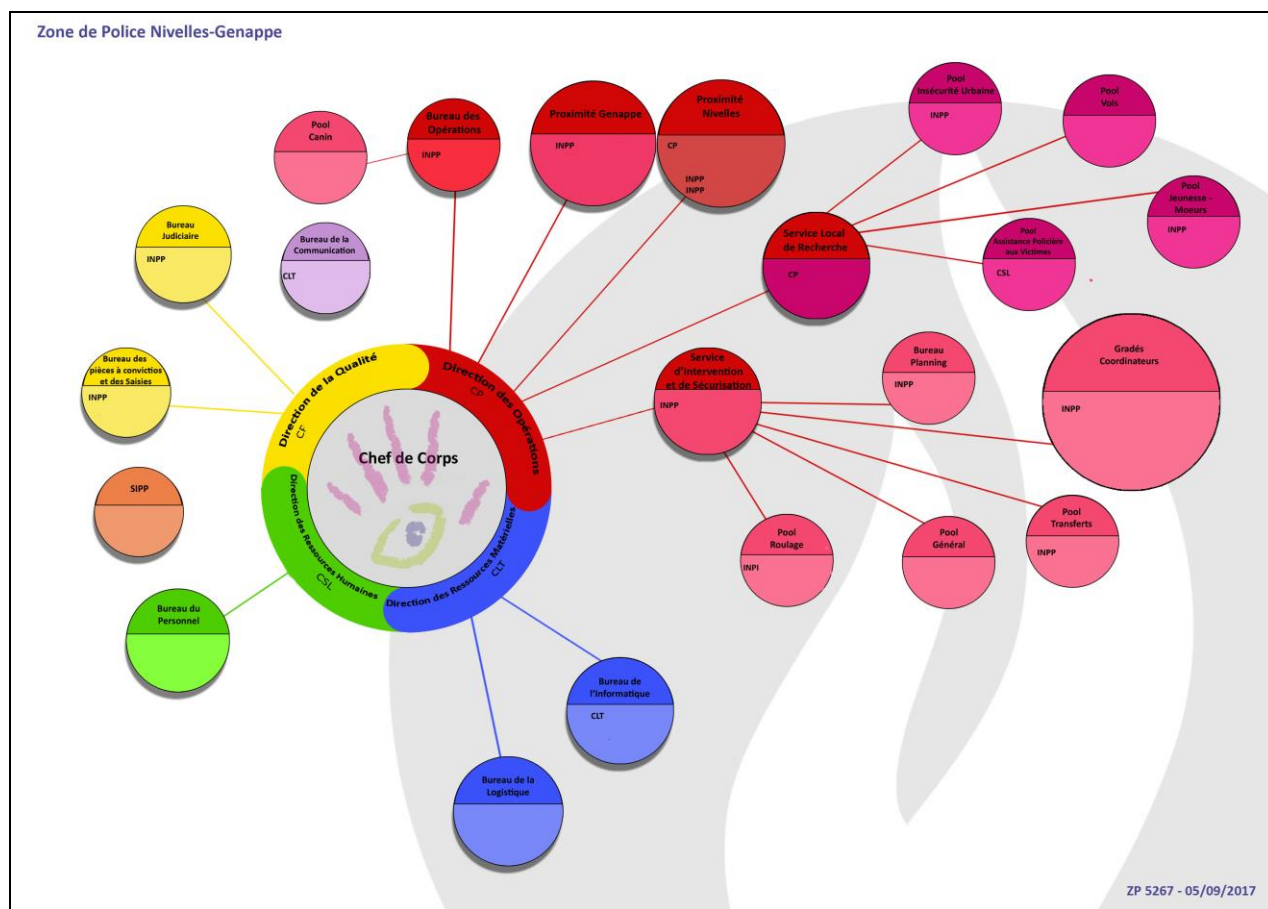 Zone de Police Nivelles-Genappe
Pool
Canin
Bureau des
Opérations
INPP
Proximité Genappe
INPP
Proximité
Nivelles
CP
INPP
INPP
Pool
Insécurité Urbaine
INPP
Pool
Vols
Pool
Jeunesse -
Moeurs
INPP
Bureau
Judiciaire
INPP
Bureau de la
Communication
CLT
Service Local
de Recherche
CP
Pool
Assistance Policière
aux Victimes
CSL
Bureau des
pièces à convictios
et des Saisies
INPP
Service
d'Intervention
et de Sécurisation
INPP
Bureau
Planning
INPP
Gradés
Coordinateurs
INPP
Direction de la Qualité
CF
Direction des Opérations
CP
Chef de Corps
Direction des Ressources Humaines
CSL
Direction des Ressources Matérielles
CLT
SIPP
Pool
Roulage
INPI
Pool
Général
Pool
Transferts
INPP
Bureau du
Personnel
Bureau de
l'Informatique
CLT
Bureau de la
Logistique
ZP 5267 - 05/09/2017